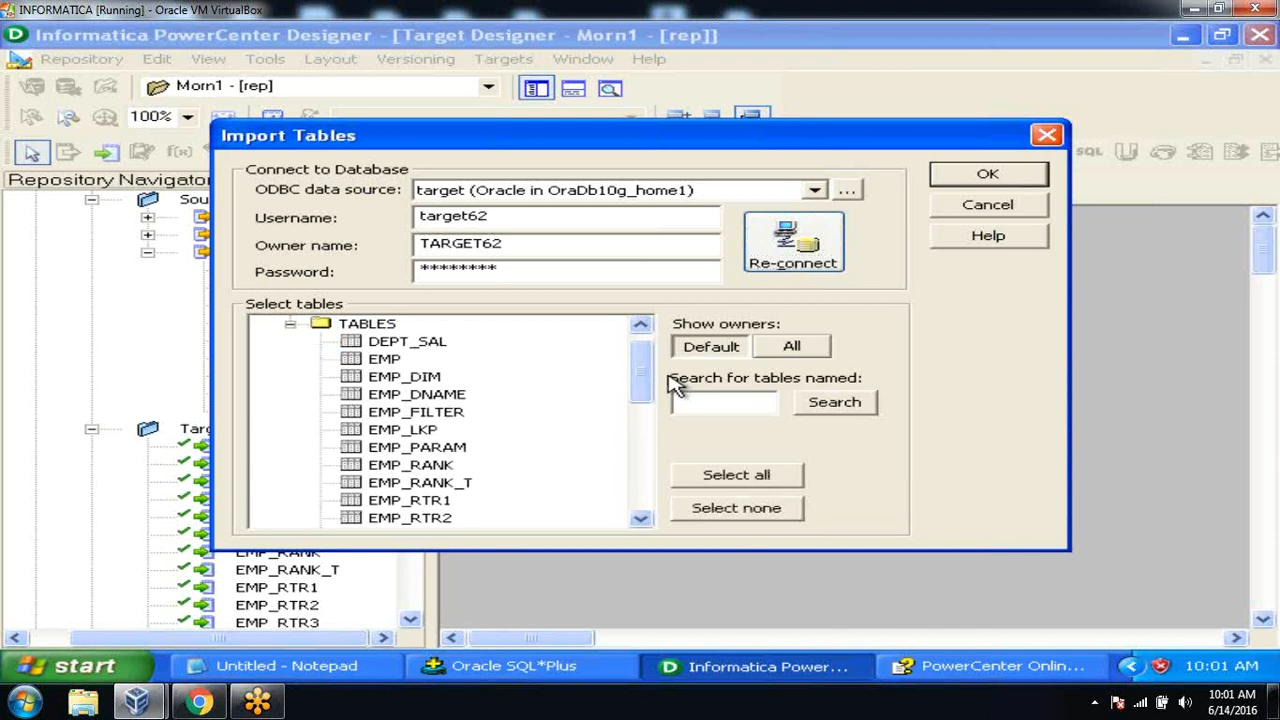 INFORMATICA [Running] - Oracle VM VirtualBox
Informatica PowerCenter Designer - [Target Designer - Morn1 - [rep]]
Repository Edit View Tools Layout Versioning Targets Window Help
Morn1 - [rep]
100%
f(x)
SQL
Repository Navigator
Import Tables
Connect to Database
ODBC data source: target (Oracle in OraDb10g_home1) ...
Username: target62
Owner name: TARGET62
Password: ********
Re-connect
OK
Cancel
Help
Select tables
TABLES
DEPT_SAL
EMP
EMP_DIM
EMP_DNAME
EMP_FILTER
EMP_LKP
EMP_PARAM
EMP_RANK
EMP_RANK_T
EMP_RTR1
EMP_RTR2
Show owners:
Default All
Search for tables named:
Search
Select all
Select none
Sou
Targ
EMP_RANK
EMP_RANK_T
EMP_RTR1
EMP_RTR2
EMP_RTR3
start Untitled - Notepad Oracle SQL*Plus Informatica Power... PowerCenter Onlin... 10:01 AM
10:01 AM
6/14/2016